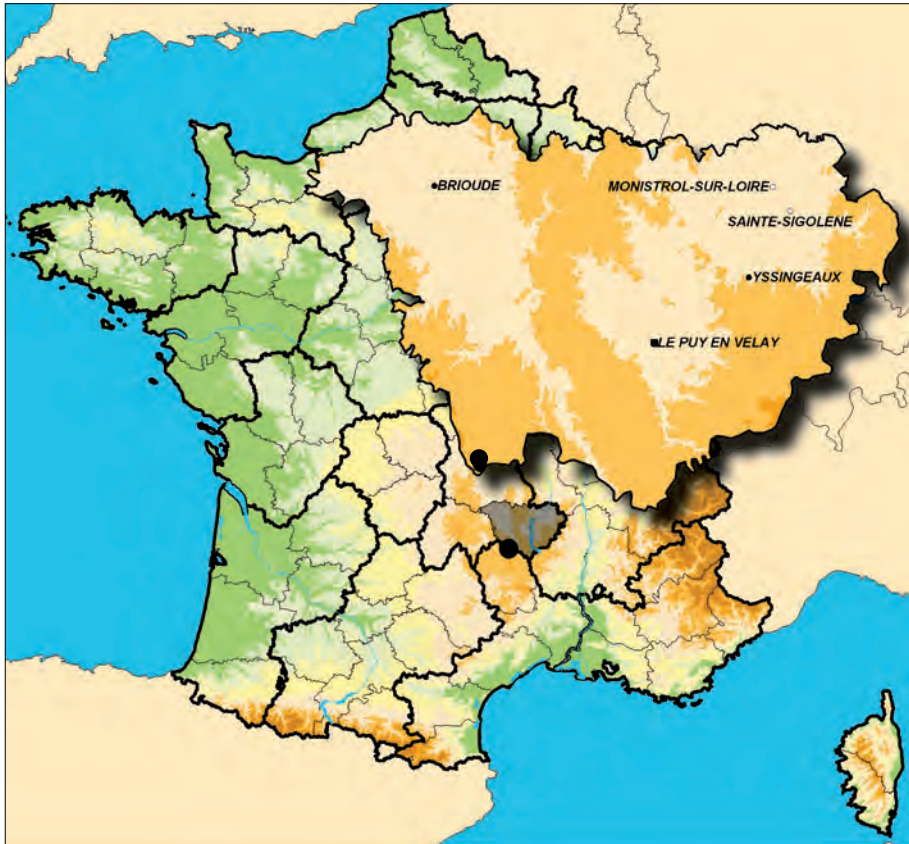 BRIOUDE
MONISTROL-SUR-LOIRE
SAINTE-SIGOLENE
YSSINGEAUX
LE PUY EN VELAY